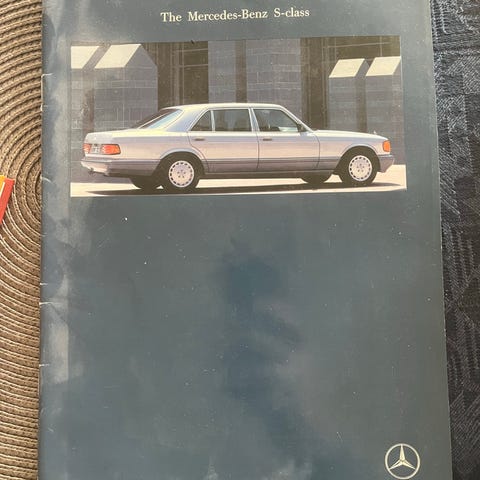 The Mercedes-Benz S-class